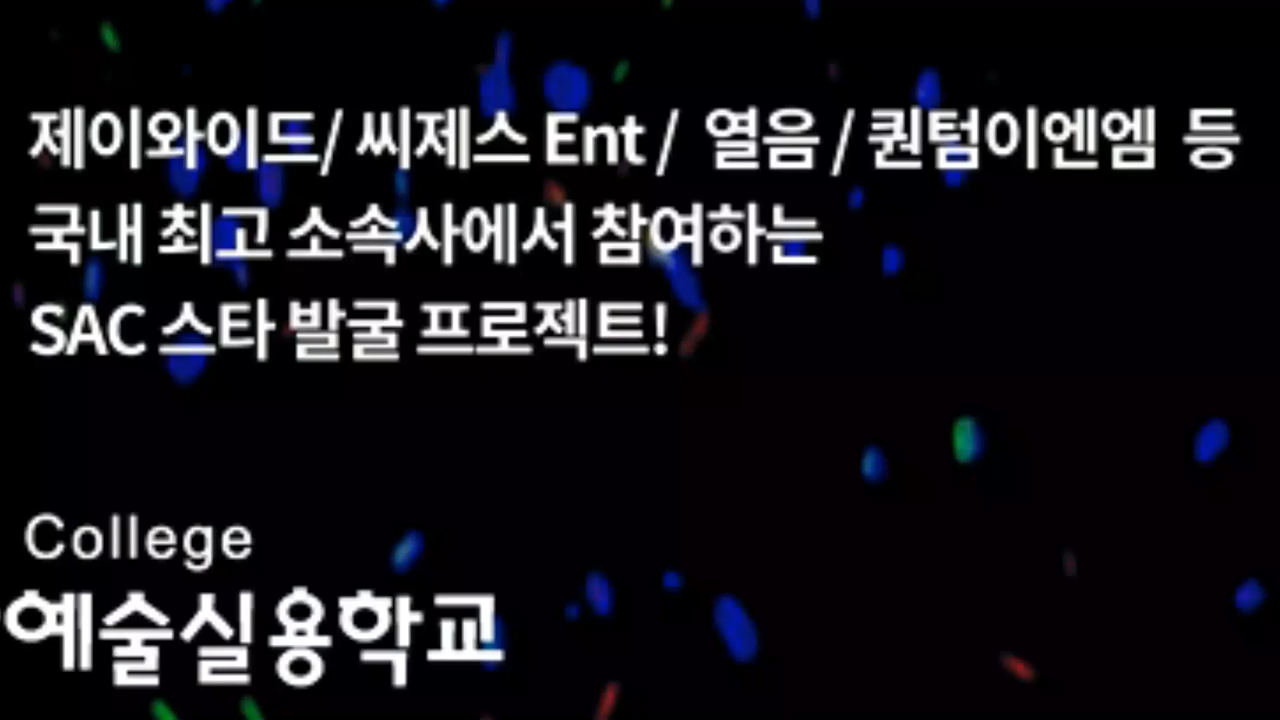 제이와이드/ 씨제스 Ent / 열음 / 퀀텀이엔엠 등
국내 최고 소속사에서 참여하는
SAC 스타 발굴 프로젝트!
College
예술실용학교